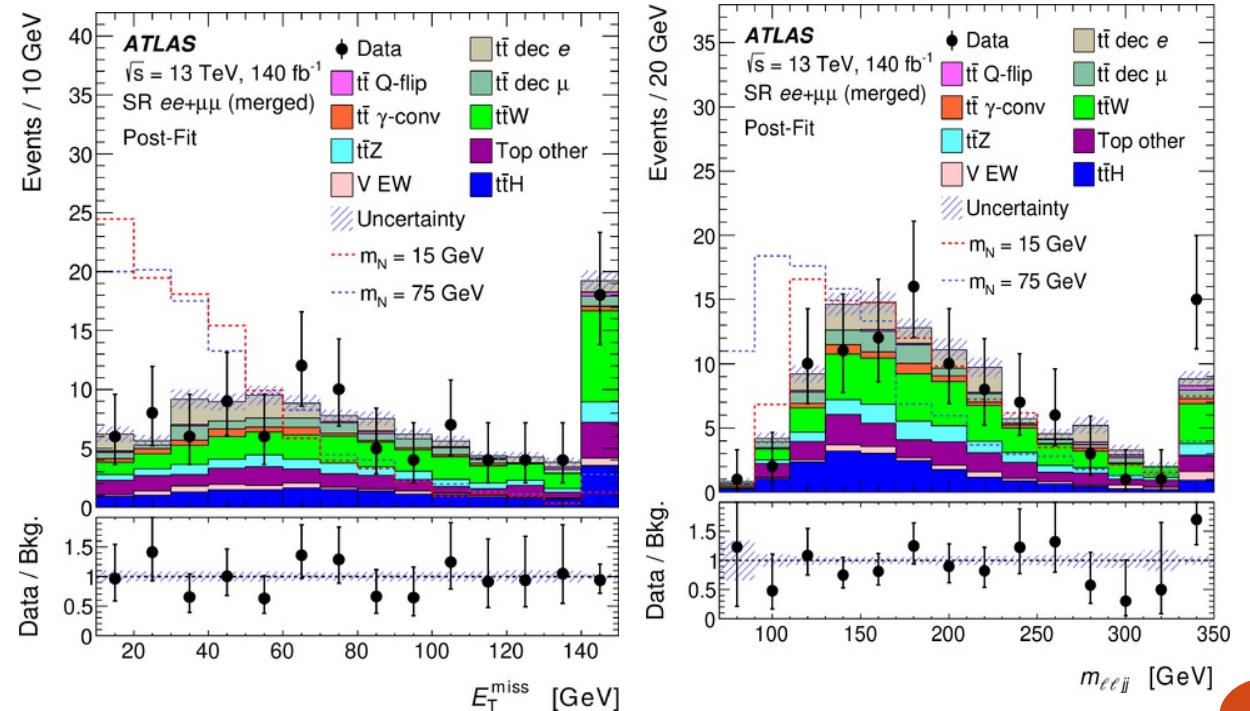 Events / 10 GeV
40
35
30
25
20
15
10
5
0
ATLAS
√s = 13 TeV, 140 fb⁻¹
SR ee+μμ (merged)
Post-Fit
Data
tt̄ Q-flip
tt̄ γ-conv
tt̄Z
V EW
Uncertainty
m_N = 15 GeV
m_N = 75 GeV
tt̄ dec e
tt̄ dec μ
tt̄W
Top other
tt̄H
Data / Bkg.
1.5
1
0.5
0
20 40 60 80 100 120 140
E_T^miss [GeV]
Events / 20 GeV
35
30
25
20
15
10
5
0
ATLAS
√s = 13 TeV, 140 fb⁻¹
SR ee+μμ (merged)
Post-Fit
Data
tt̄ Q-flip
tt̄ γ-conv
tt̄Z
V EW
Uncertainty
m_N = 15 GeV
m_N = 75 GeV
tt̄ dec e
tt̄ dec μ
tt̄W
Top other
tt̄H
Data / Bkg.
1.5
1
0.5
0
100 150 200 250 300 350
m_ℓℓjj [GeV]